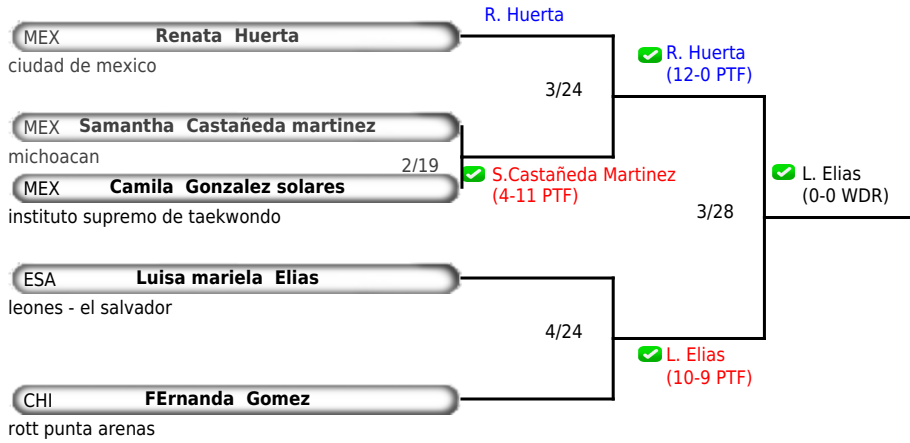 R. Huerta
MEX Renata Huerta
ciudad de mexico
R. Huerta
(12-0 PTF)
3/24
MEX Samantha Castañeda martinez
michoacan
2/19
S.Castañeda Martinez
(4-11 PTF)
MEX Camila Gonzalez solares
instituto supremo de taekwondo
L. Elias
(0-0 WDR)
3/28
ESA Luisa mariela Elias
leones - el salvador
4/24
L. Elias
(10-9 PTF)
CHI FErnanda Gomez
rott punta arenas